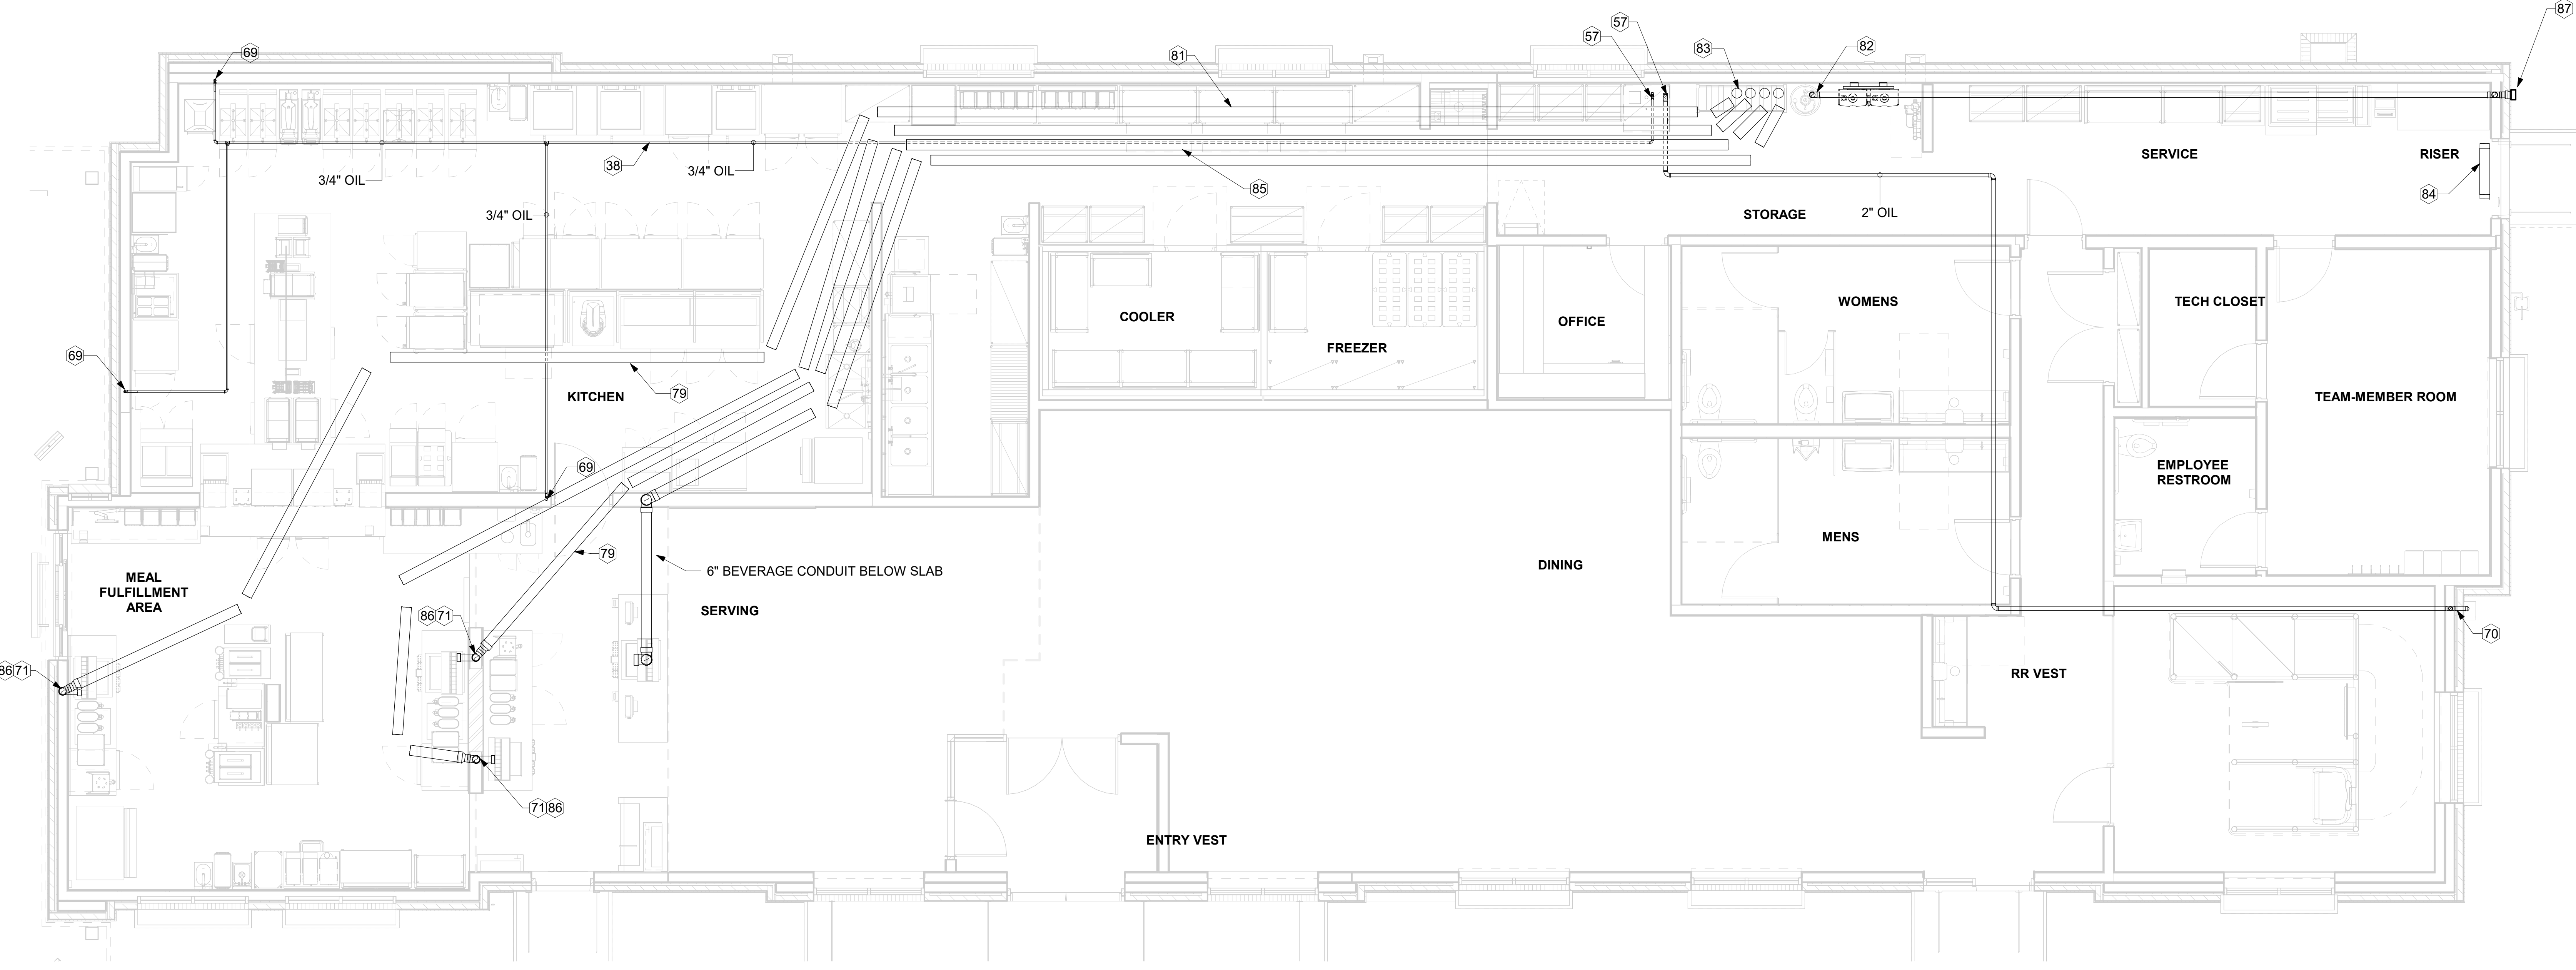 87
57
57
83
82
69
81
38
3/4" OIL
3/4" OIL
3/4" OIL
85
SERVICE
RISER
84
STORAGE
2" OIL
WOMENS
TECH CLOSET
COOLER
OFFICE
FREEZER
69
79
KITCHEN
TEAM-MEMBER ROOM
69
EMPLOYEE
RESTROOM
MENS
79
6" BEVERAGE CONDUIT BELOW SLAB
DINING
MEAL
FULFILLMENT
AREA
86 71
SERVING
70
86 71
RR VEST
71 86
ENTRY VEST